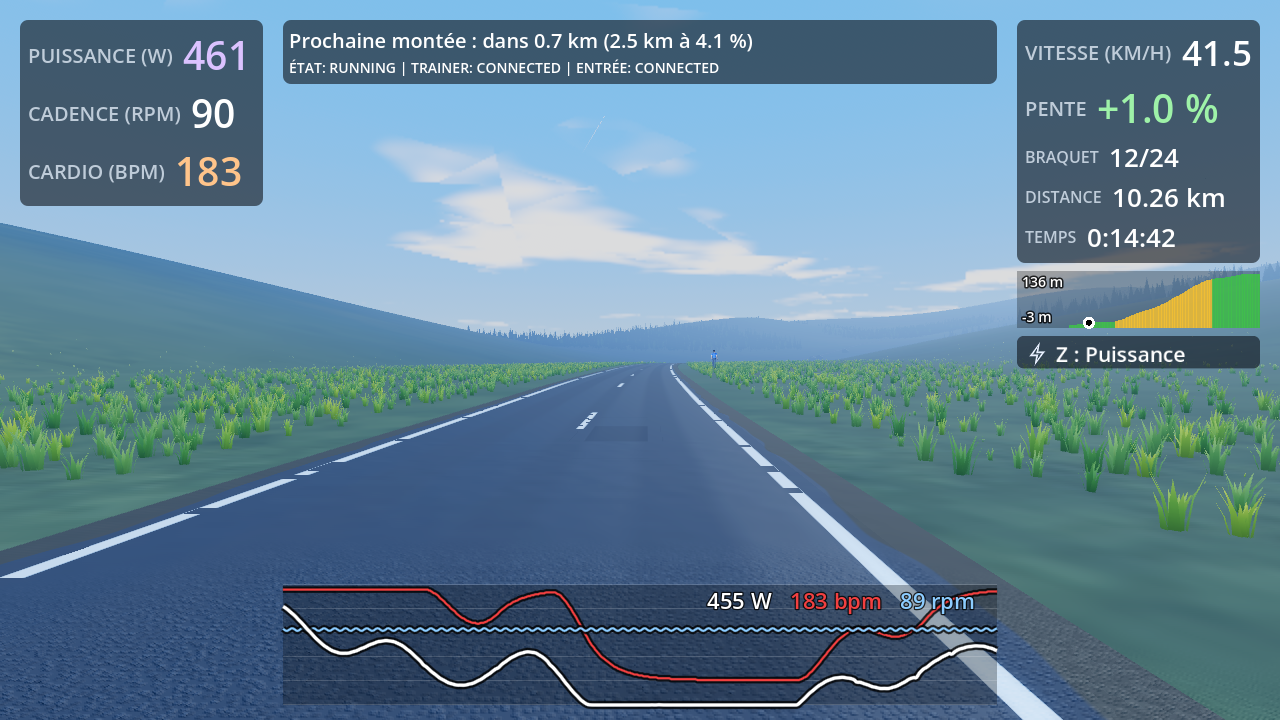 PUISSANCE (W) 461
CADENCE (RPM) 90
CARDIO (BPM) 183
Prochaine montée : dans 0.7 km (2.5 km à 4.1 %)
ÉTAT: RUNNING | TRAINER: CONNECTED | ENTRÉE: CONNECTED
VITESSE (KM/H) 41.5
PENTE +1.0 %
BRAQUET 12/24
DISTANCE 10.26 km
TEMPS 0:14:42
136 m
-3 m
Z : Puissance
455 W 183 bpm 89 rpm